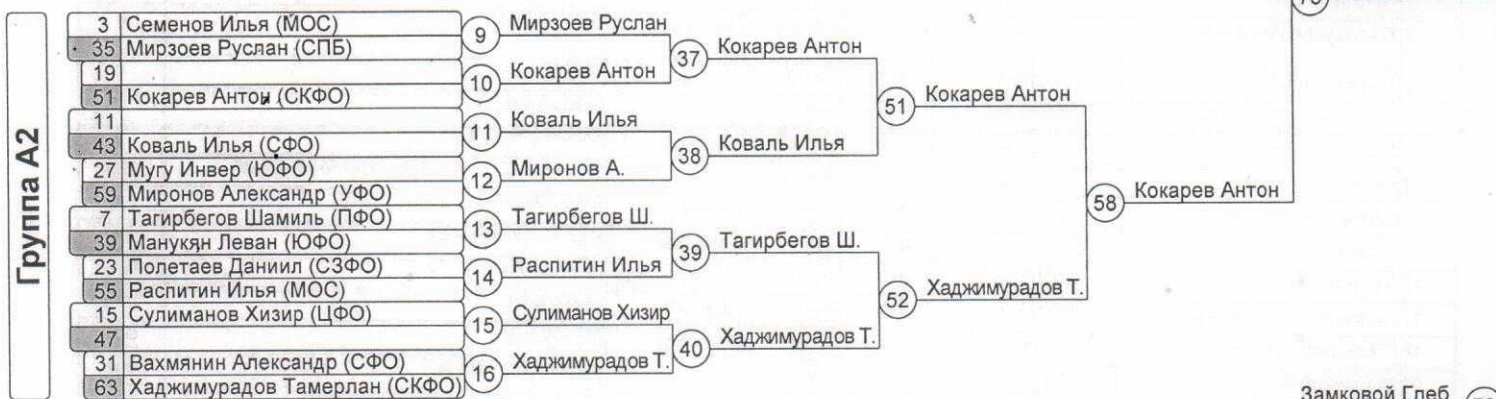 Группа А2
3 Семенов Илья (МОС)
35 Мирзоев Руслан (СПБ)
19
51 Кокарев Антон (СКФО)
11
43 Коваль Илья (СФО)
27 Мугу Инвер (ЮФО)
59 Миронов Александр (УФО)
7 Тагирбегов Шамиль (ПФО)
39 Манукян Леван (ЮФО)
23 Полетаев Даниил (СЗФО)
55 Распитин Илья (МОС)
15 Сулиманов Хизир (ЦФО)
47
31 Вахмянин Александр (СФО)
63 Хаджимурадов Тамерлан (СКФО)
9 Мирзоев Руслан
10 Кокарев Антон
11 Коваль Илья
12 Миронов А.
13 Тагирбегов Ш.
14 Распитин Илья
15 Сулиманов Хизир
16 Хаджимурадов Т.
37 Кокарев Антон
38 Коваль Илья
39 Тагирбегов Ш.
40 Хаджимурадов Т.
51 Кокарев Антон
52 Хаджимурадов Т.
58 Кокарев Антон
Замковой Глеб